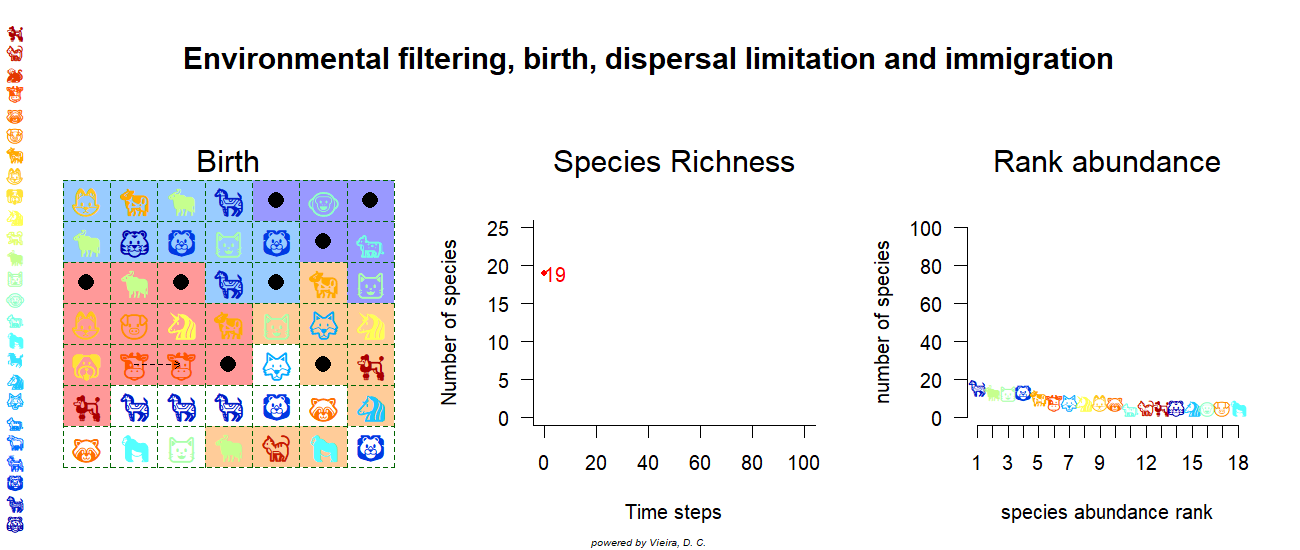 Environmental filtering, birth, dispersal limitation and immigration
Birth
Species Richness
Rank abundance
Number of species
25
20
15
10
5
0
19
0 20 40 60 80 100
Time steps
number of species
100
80
60
40
20
0
1 3 5 7 9 12 15 18
species abundance rank
powered by Vieira, D. C.